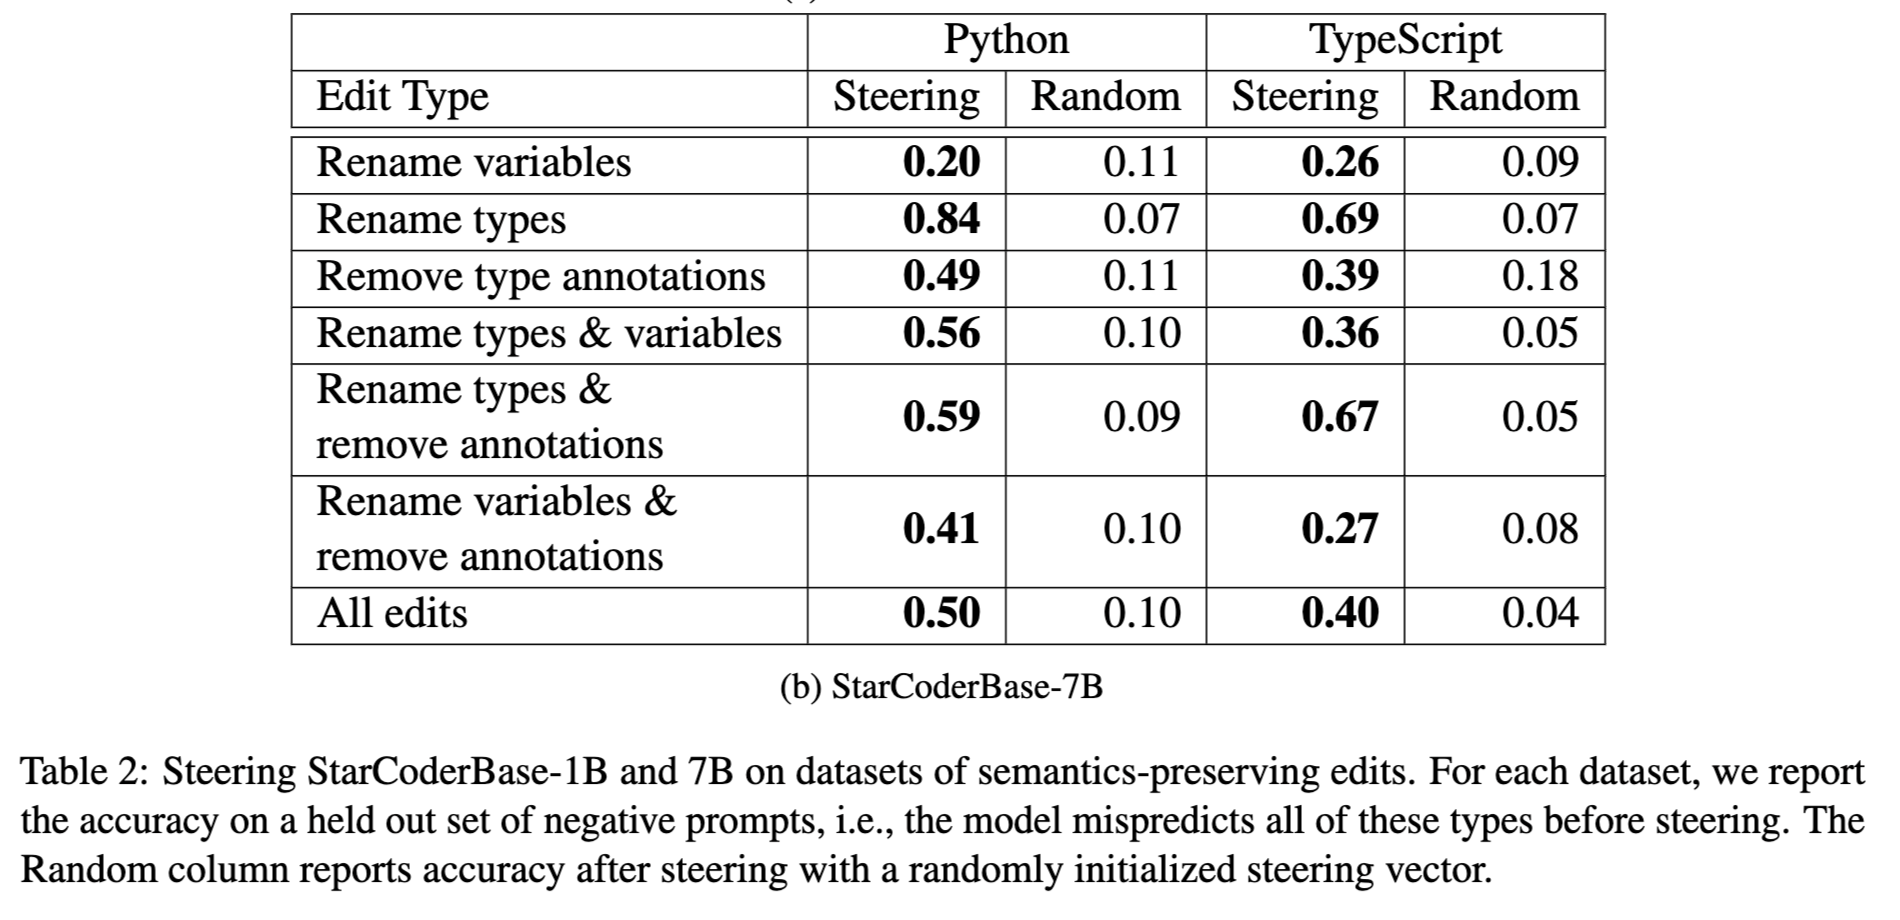 Python TypeScript
Edit Type Steering Random Steering Random
Rename variables 0.20 0.11 0.26 0.09
Rename types 0.84 0.07 0.69 0.07
Remove type annotations 0.49 0.11 0.39 0.18
Rename types & variables 0.56 0.10 0.36 0.05
Rename types &
remove annotations 0.59 0.09 0.67 0.05
Rename variables &
remove annotations 0.41 0.10 0.27 0.08
All edits 0.50 0.10 0.40 0.04
(b) StarCoderBase-7B
Table 2: Steering StarCoderBase-1B and 7B on datasets of semantics-preserving edits. For each dataset, we report
the accuracy on a held out set of negative prompts, i.e., the model mispredicts all of these types before steering. The
Random column reports accuracy after steering with a randomly initialized steering vector.